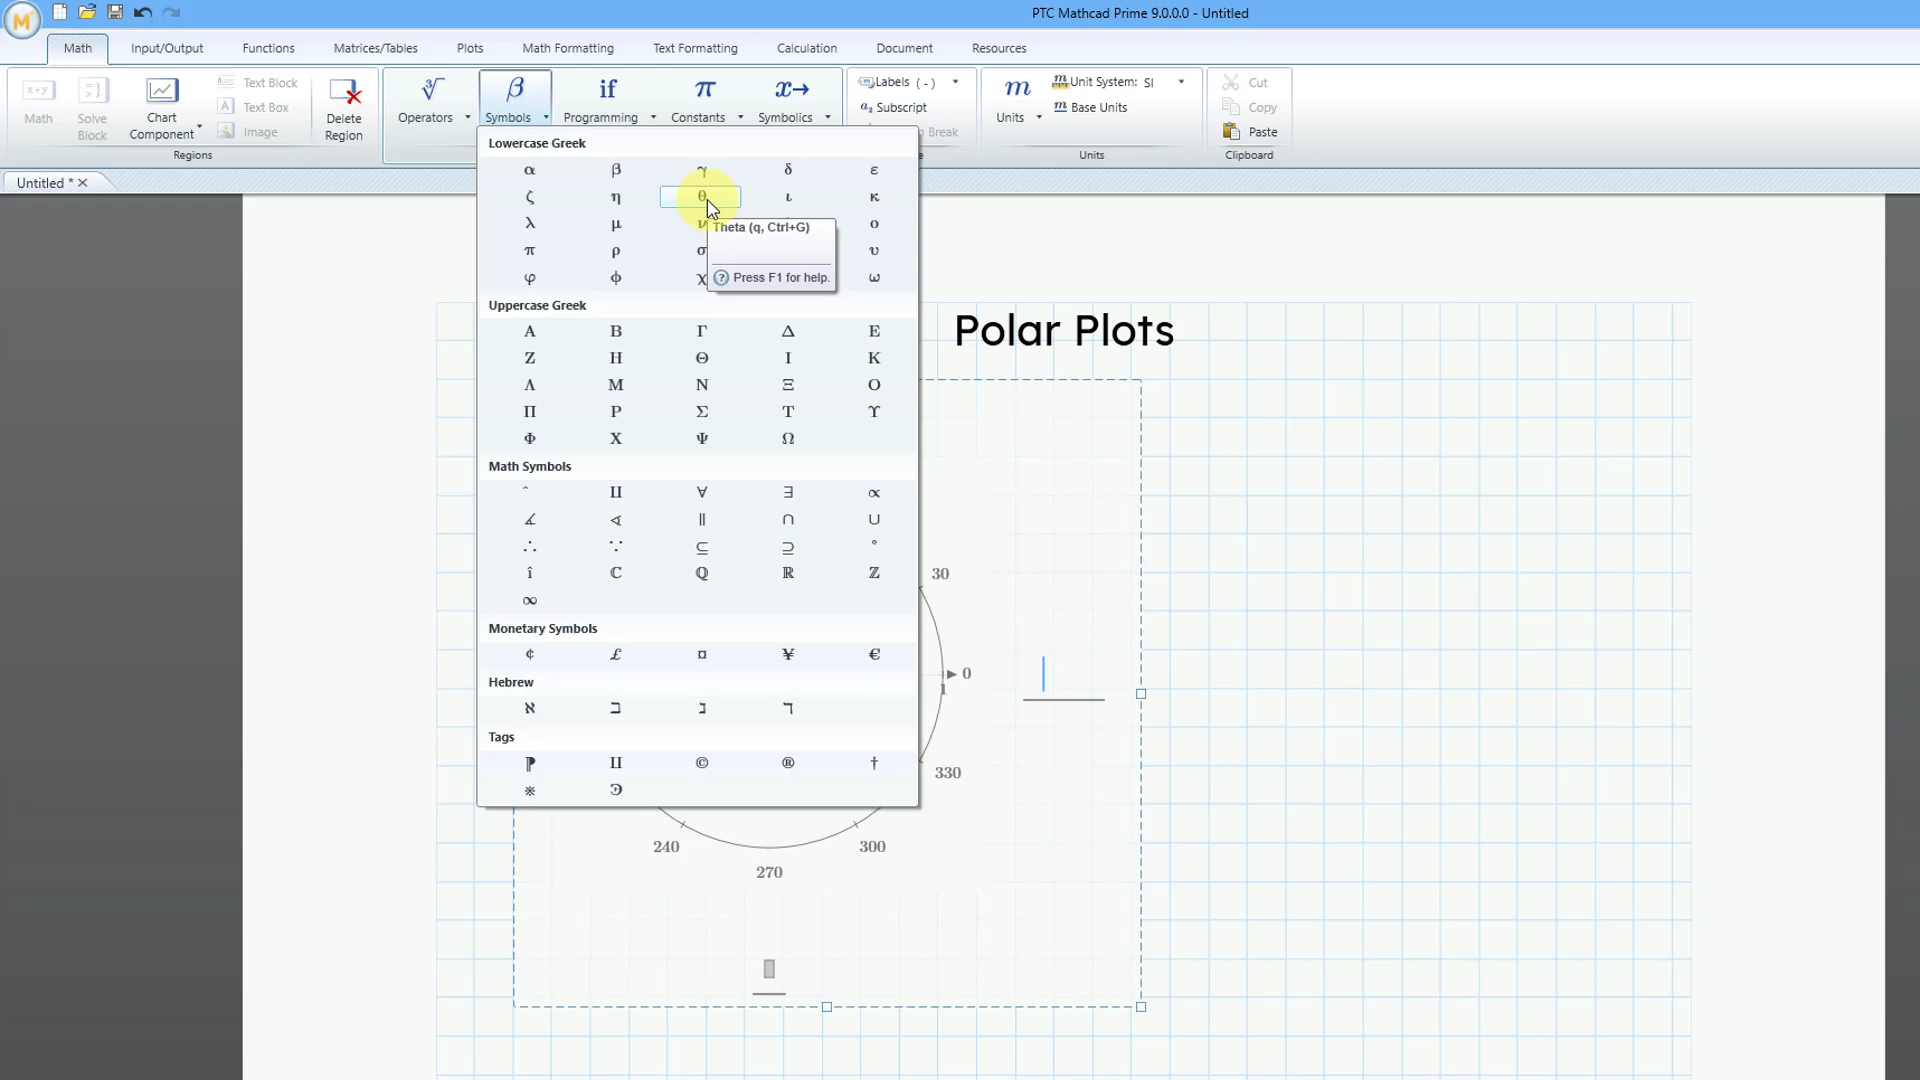 PTC Mathcad Prime 9.0.0.0 - Untitled
Math Input/Output Functions Matrices/Tables Plots Math Formatting Text Formatting Calculation Document Resources
Math Solve Block Chart Component Text Block Text Box Image Delete Region
Operators Symbols Programming Constants Symbolics
Labels ( - ) Subscript Break
Units Unit System: SI Base Units
Cut Copy Paste
Regions Units Clipboard
Untitled *
Lowercase Greek
α β γ δ ε
ζ η θ ι κ
λ μ ν ο
π ρ σ υ
φ ϕ χ ω
Theta (q, Ctrl+G)
Press F1 for help.
Uppercase Greek
Α Β Γ Δ Ε
Ζ Η Θ Ι Κ
Λ Μ Ν Ξ Ο
Π Ρ Σ Τ ϒ
Φ Χ Ψ Ω
Math Symbols
ˆ ∐ ∀ ∃ ∝
∡ ∢ ∥ ∩ ∪
∴ ∵ ⊆ ⊇ °
î ℂ ℚ ℝ ℤ
∞
Monetary Symbols
¢ £ ¤ ¥ €
Hebrew
א ב ג ד
Tags
⁋ ∐ © ® †
※ Э
Polar Plots
30
0
1
330
240
300
270